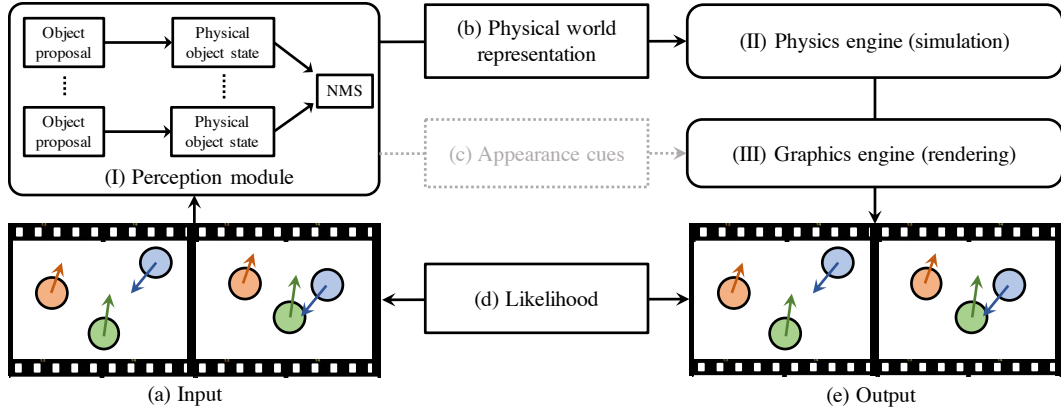 Object
proposal
Physical
object state
NMS
Object
proposal
Physical
object state
(I) Perception module
(b) Physical world
representation
(II) Physics engine (simulation)
(c) Appearance cues
(III) Graphics engine (rendering)
(d) Likelihood
(a) Input
(e) Output